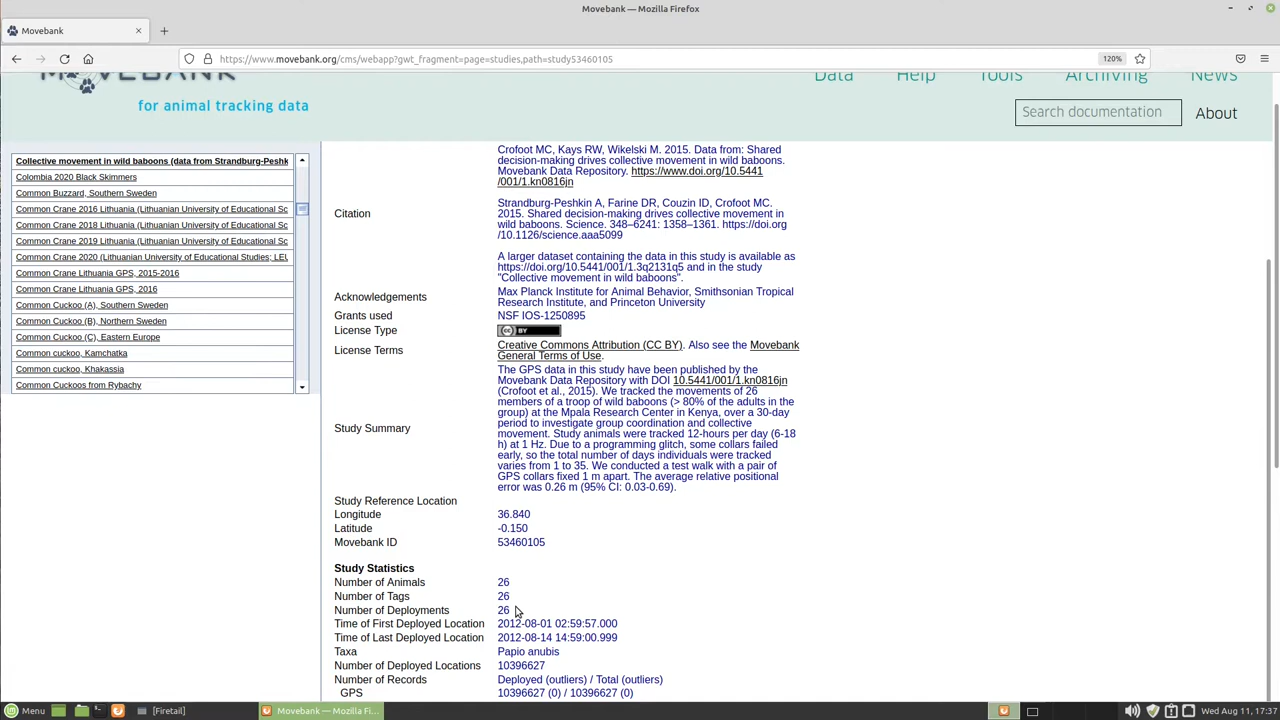 Movebank — Mozilla Firefox
Movebank
https://www.movebank.org/cms/webapp?gwt_fragment=page=studies,path=study53460105
120%
MOVEBANK
for animal tracking data
Data Help Tools Archiving News
Search documentation
About
Collective movement in wild baboons (data from Strandburg-Peshk
Colombia 2020 Black Skimmers
Common Buzzard, Southern Sweden
Common Crane 2016 Lithuania (Lithuanian University of Educational Sc
Common Crane 2018 Lithuania (Lithuanian University of Educational Sc
Common Crane 2019 Lithuania (Lithuanian University of Educational Sc
Common Crane 2020 (Lithuanian University of Educational Studies; LEU
Common Crane Lithuania GPS, 2015-2016
Common Crane Lithuania GPS, 2016
Common Cuckoo (A), Southern Sweden
Common Cuckoo (B), Northern Sweden
Common Cuckoo (C), Eastern Europe
Common cuckoo, Kamchatka
Common cuckoo, Khakassia
Common Cuckoos from Rybachy
Crofoot MC, Kays RW, Wikelski M. 2015. Data from: Shared
decision-making drives collective movement in wild baboons.
Movebank Data Repository. https://www.doi.org/10.5441
/001/1.kn0816jn
Citation
Strandburg-Peshkin A, Farine DR, Couzin ID, Crofoot MC.
2015. Shared decision-making drives collective movement in
wild baboons. Science. 348–6241: 1358–1361. https://doi.org
/10.1126/science.aaa5099
A larger dataset containing the data in this study is available as
https://doi.org/10.5441/001/1.3q2131q5 and in the study
"Collective movement in wild baboons".
Acknowledgements
Max Planck Institute for Animal Behavior, Smithsonian Tropical
Research Institute, and Princeton University
Grants used NSF IOS-1250895
License Type cc BY
License Terms
Creative Commons Attribution (CC BY). Also see the Movebank
General Terms of Use.
Study Summary
The GPS data in this study have been published by the
Movebank Data Repository with DOI 10.5441/001/1.kn0816jn
(Crofoot et al., 2015). We tracked the movements of 26
members of a troop of wild baboons (> 80% of the adults in the
group) at the Mpala Research Center in Kenya, over a 30-day
period to investigate group coordination and collective
movement. Study animals were tracked 12-hours per day (6-18
h) at 1 Hz. Due to a programming glitch, some collars failed
early, so the total number of days individuals were tracked
varies from 1 to 35. We conducted a test walk with a pair of
GPS collars fixed 1 m apart. The average relative positional
error was 0.26 m (95% CI: 0.03-0.69).
Study Reference Location
Longitude 36.840
Latitude -0.150
Movebank ID 53460105
Study Statistics
Number of Animals 26
Number of Tags 26
Number of Deployments 26
Time of First Deployed Location 2012-08-01 02:59:57.000
Time of Last Deployed Location 2012-08-14 14:59:00.999
Taxa Papio anubis
Number of Deployed Locations 10396627
Number of Records Deployed (outliers) / Total (outliers)
GPS 10396627 (0) / 10396627 (0)
Menu
[Firetail]
Movebank — Mozilla Fi...
Wed Aug 11, 17:37